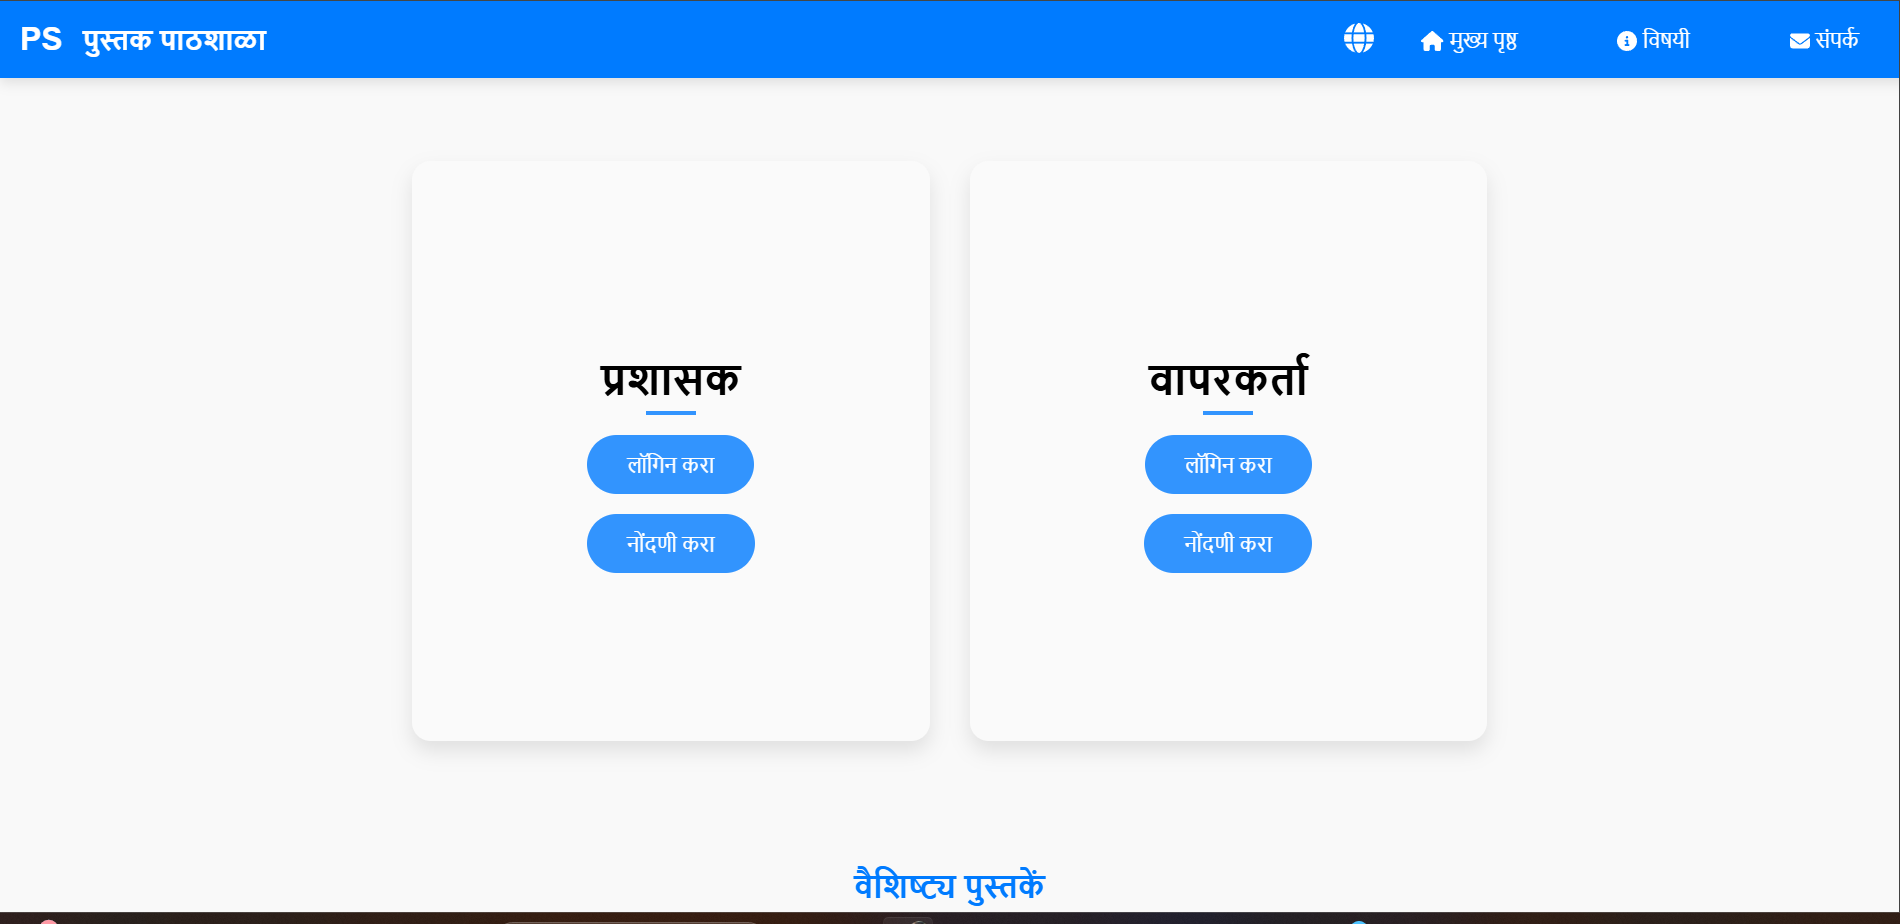 PS पुस्तक पाठशाळा मुख्य पृष्ठ विषयी संपर्क
प्रशासक
लॉगिन करा
नोंदणी करा
वापरकर्ता
लॉगिन करा
नोंदणी करा
वैशिष्ट्य पुस्तकें